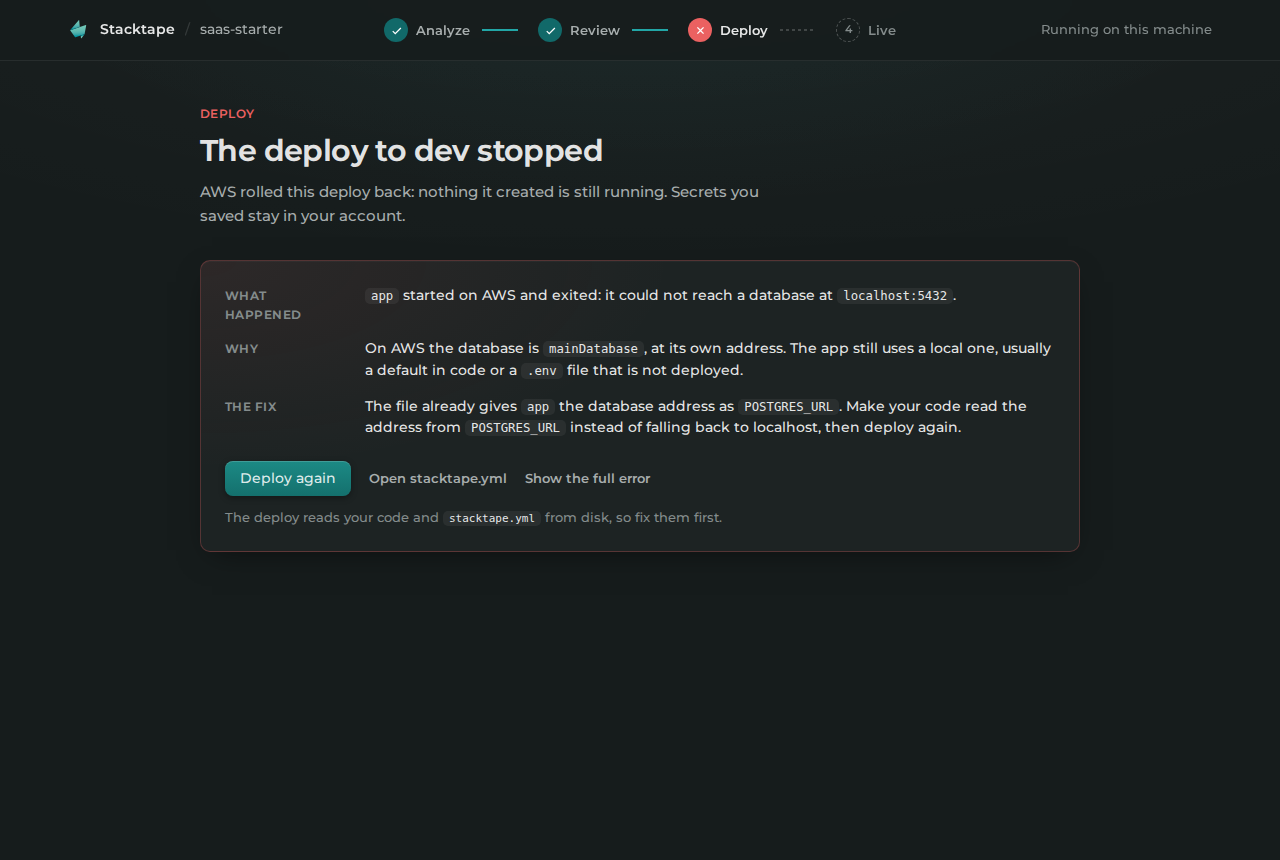 Stacktape / saas-starter
Analyze
Review
Deploy
4 Live
Running on this machine
DEPLOY
The deploy to dev stopped
AWS rolled this deploy back: nothing it created is still running. Secrets you
saved stay in your account.
WHAT
HAPPENED
app started on AWS and exited: it could not reach a database at localhost:5432.
WHY
On AWS the database is mainDatabase, at its own address. The app still uses a local one, usually
a default in code or a .env file that is not deployed.
THE FIX
The file already gives app the database address as POSTGRES_URL. Make your code read the
address from POSTGRES_URL instead of falling back to localhost, then deploy again.
Deploy again
Open stacktape.yml
Show the full error
The deploy reads your code and stacktape.yml from disk, so fix them first.